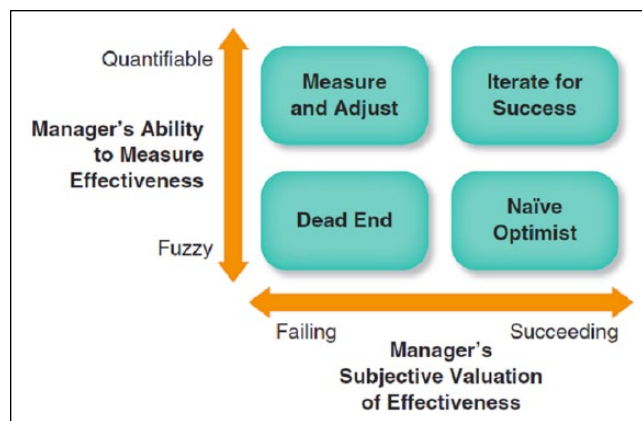 Quantifiable
Manager's Ability
to Measure
Effectiveness
Fuzzy
Measure
and Adjust
Iterate for
Success
Dead End
Naïve
Optimist
Failing
Succeeding
Manager's
Subjective Valuation
of Effectiveness